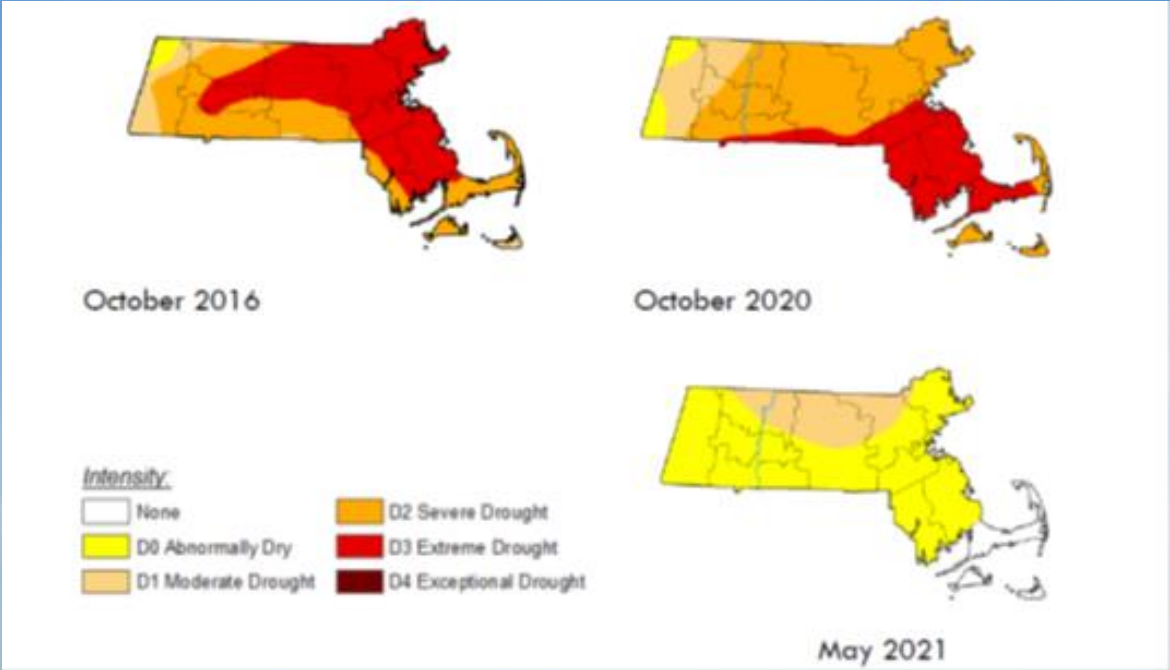 October 2016
October 2020
Intensity:
None
D0 Abnormally Dry
D1 Moderate Drought
D2 Severe Drought
D3 Extreme Drought
D4 Exceptional Drought
May 2021